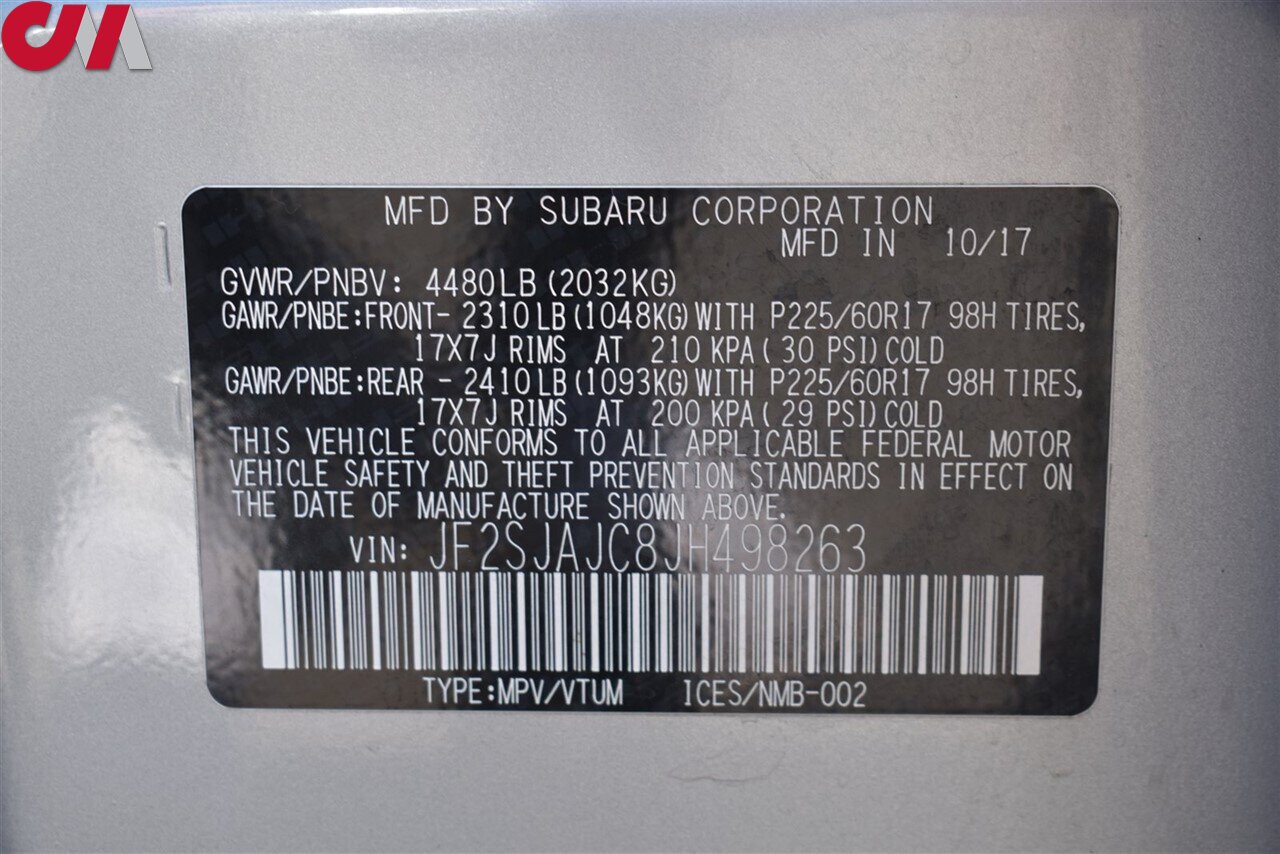 CM
MFD BY SUBARU CORPORATION
MFD IN 10/17
GVWR/PNBV: 4480LB(2032KG)
GAWR/PNBE:FRONT- 2310LB(1048KG)WITH P225/60R17 98H TIRES,
17X7J RIMS AT 210 KPA( 30 PSI)COLD
GAWR/PNBE:REAR - 2410LB(1093KG)WITH P225/60R17 98H TIRES,
17X7J RIMS AT 200 KPA( 29 PSI)COLD
THIS VEHICLE CONFORMS TO ALL APPLICABLE FEDERAL MOTOR
VEHICLE SAFETY AND THEFT PREVENTION STANDARDS IN EFFECT ON
THE DATE OF MANUFACTURE SHOWN ABOVE.
VIN: JF2SJAJC8JH498263
TYPE:MPV/VTUM ICES/NMB-002